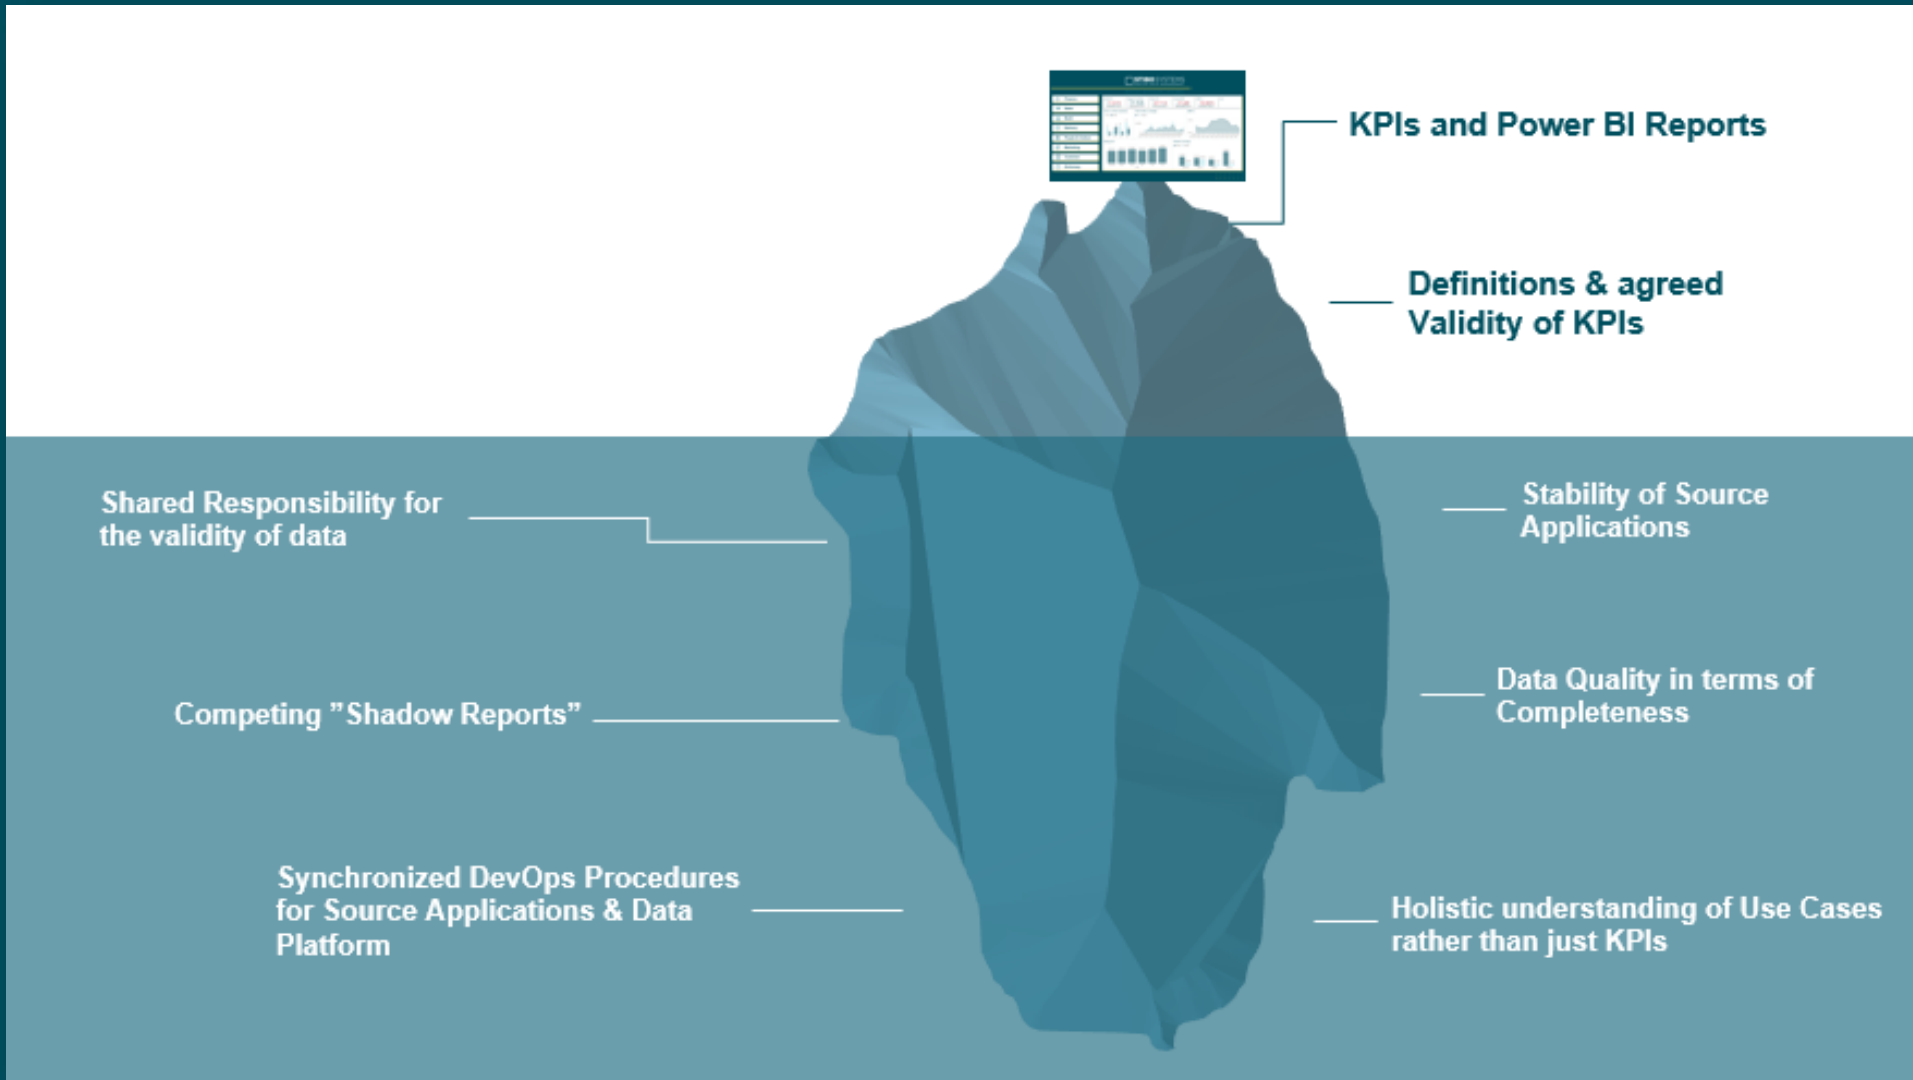 KPIs and Power BI Reports
Definitions & agreed
Validity of KPIs
Shared Responsibility for
the validity of data
Stability of Source
Applications
Competing ”Shadow Reports”
Data Quality in terms of
Completeness
Synchronized DevOps Procedures
for Source Applications & Data
Platform
Holistic understanding of Use Cases
rather than just KPIs